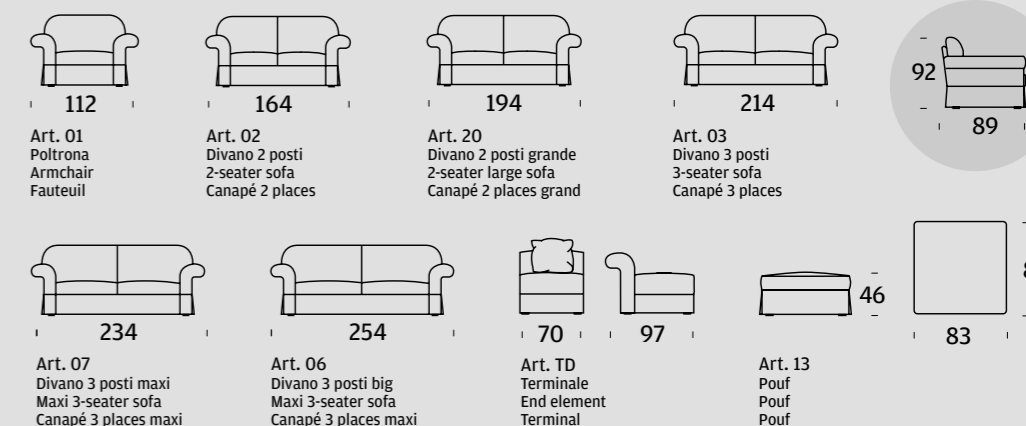 112
164
194
214
92
89
Art. 01
Poltrona
Armchair
Fauteuil
Art. 02
Divano 2 posti
2-seater sofa
Canapé 2 places
Art. 20
Divano 2 posti grande
2-seater large sofa
Canapé 2 places grand
Art. 03
Divano 3 posti
3-seater sofa
Canapé 3 places
234
254
70
97
46
83
Art. 07
Divano 3 posti maxi
Maxi 3-seater sofa
Canapé 3 places maxi
Art. 06
Divano 3 posti big
Maxi 3-seater sofa
Canapé 3 places maxi
Art. TD
Terminale
End element
Terminal
Art. 13
Pouf
Pouf
Pouf